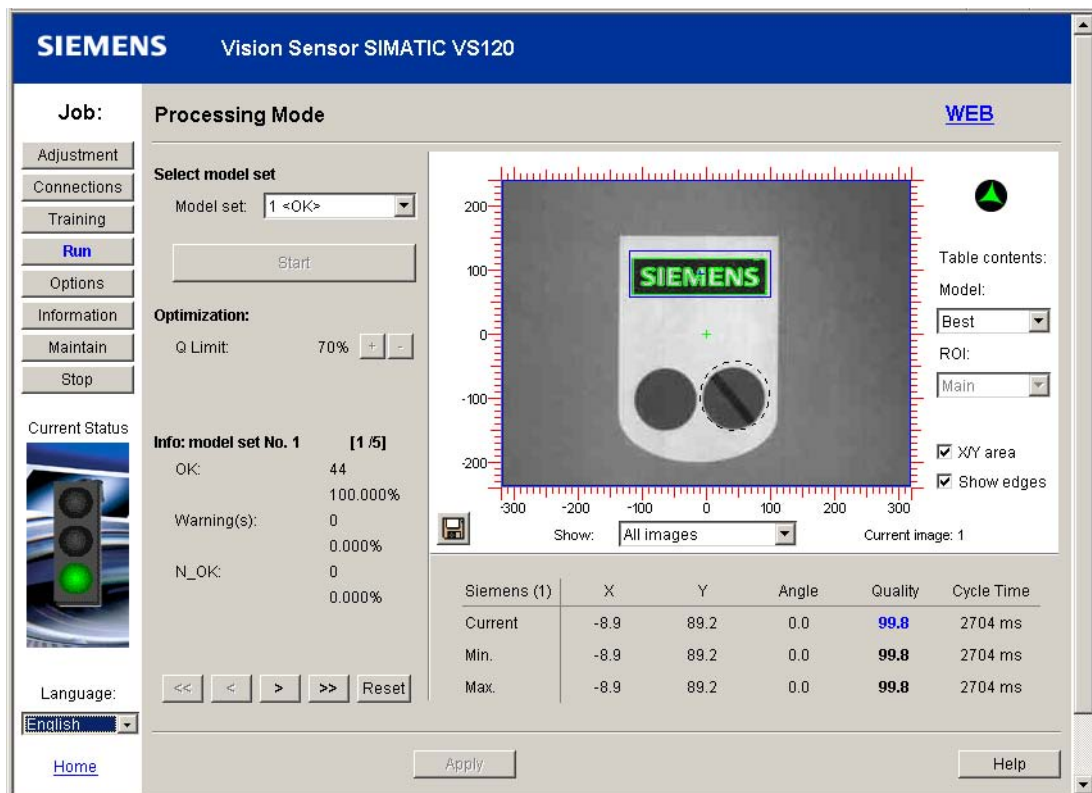 SIEMENS Vision Sensor SIMATIC VS120
Job:
Adjustment
Connections
Training
Run
Options
Information
Maintain
Stop
Current Status
Language:
English
Home
Processing Mode
WEB
Select model set
Model set: 1 <OK>
Start
Optimization:
Q Limit: 70% + -
Info: model set No. 1 [1 /5]
OK: 44
100.000%
Warning(s): 0
0.000%
N_OK: 0
0.000%
<< < > >> Reset
200
100
0
-100
-200
SIEMENS
-300 -200 -100 0 100 200 300
Table contents:
Model:
Best
ROI:
Main
X/Y area
Show edges
Show: All images Current image: 1
Siemens (1) X Y Angle Quality Cycle Time
Current -8.9 89.2 0.0 99.8 2704 ms
Min. -8.9 89.2 0.0 99.8 2704 ms
Max. -8.9 89.2 0.0 99.8 2704 ms
Apply
Help